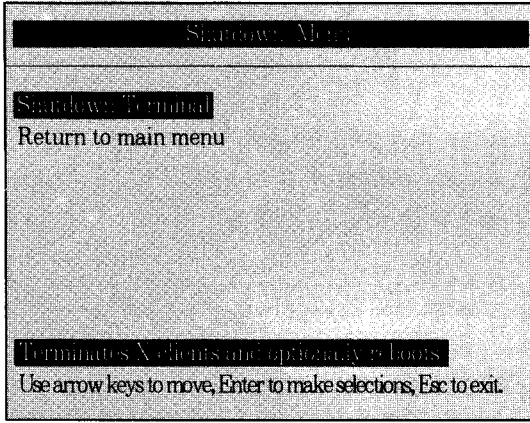 Shutdown Menu
Shutdown Terminal
Return to main menu
Terminates X clients and optionally reboots
Use arrow keys to move, Enter to make selections, Esc to exit.